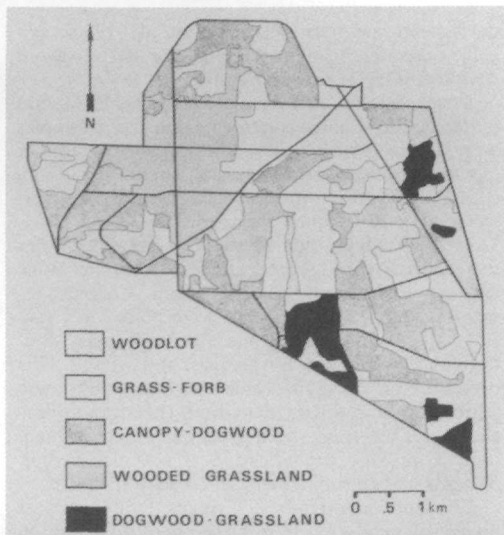 N
WOODLOT
GRASS-FORB
CANOPY-DOGWOOD
WOODED GRASSLAND
DOGWOOD-GRASSLAND
0 .5 1 km